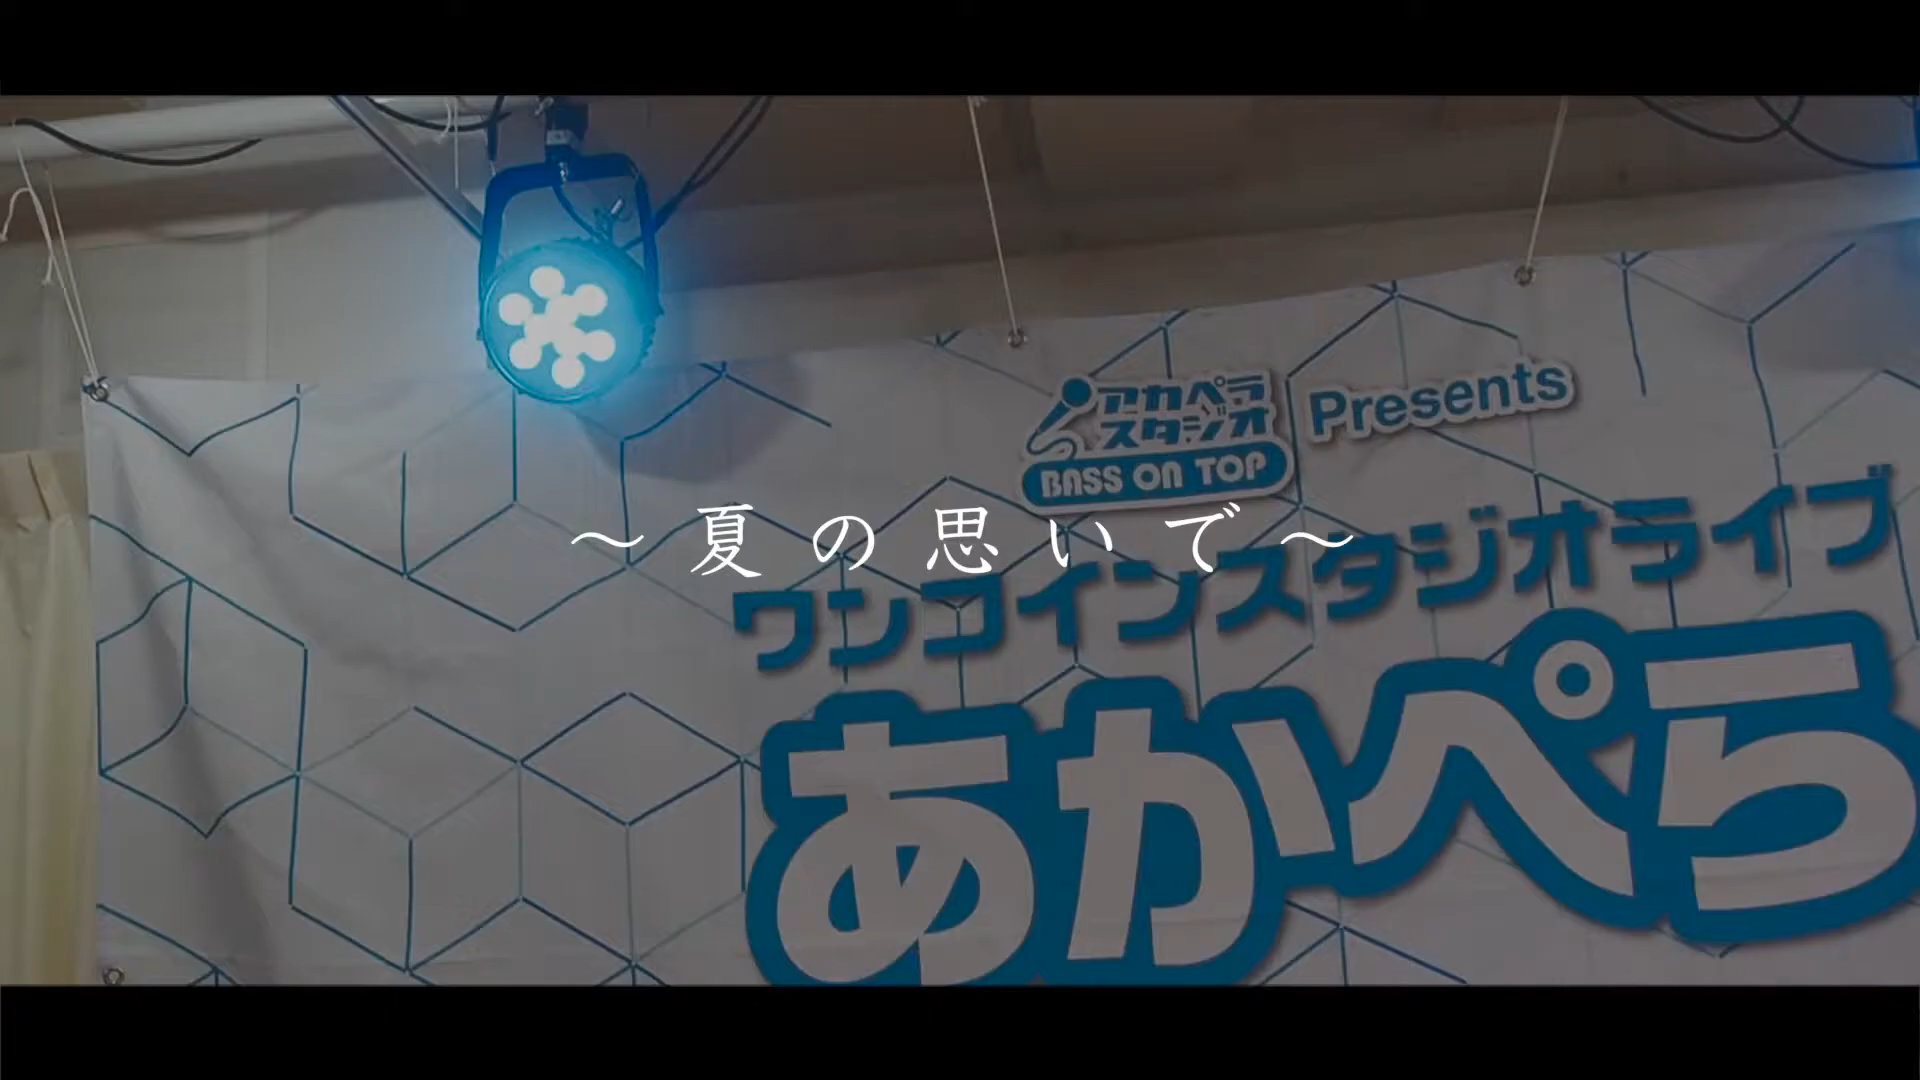 アカペラ
スタジオ
BASS ON TOP
Presents
～夏の思いで～
ワンコインスタジオライブ
あかぺら